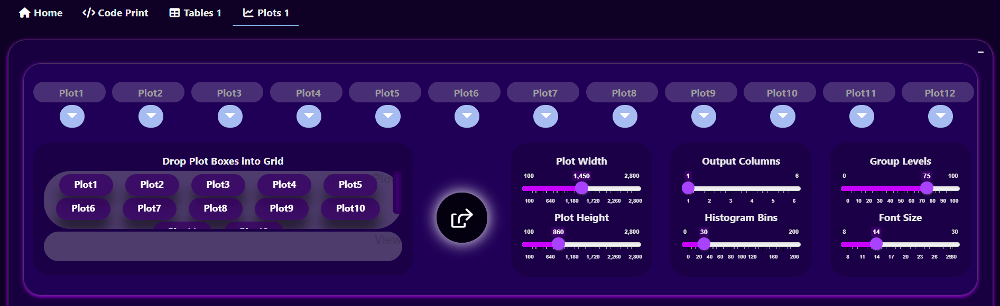 Home Code Print Tables 1 Plots 1
Plot1 Plot2 Plot3 Plot4 Plot5 Plot6 Plot7 Plot8 Plot9 Plot10 Plot11 Plot12
Drop Plot Boxes into Grid
Plot1 Plot2 Plot3 Plot4 Plot5
Plot6 Plot7 Plot8 Plot9 Plot10
View
Plot Width
100 1,450 2,800
100 640 1,180 1,720 2,260 2,800
Plot Height
100 860 2,800
100 640 1,180 1,720 2,260 2,800
Output Columns
1 6
1 2 3 4 5 6
Histogram Bins
0 30 200
0 20 40 60 80 100 120 160 200
Group Levels
0 75 100
0 10 20 30 40 50 60 70 80 90 100
Font Size
8 14 30
8 11 14 17 20 23 26 29 30